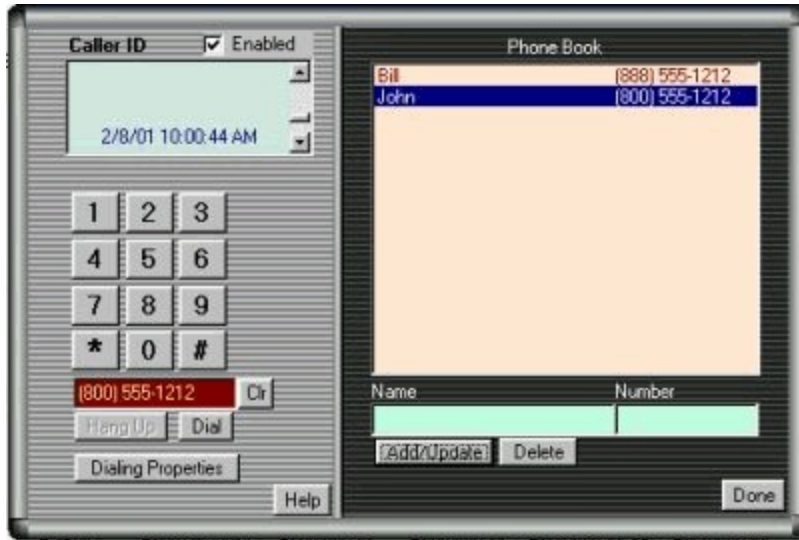 Caller ID Enabled
2/8/01 10:00:44 AM
1 2 3
4 5 6
7 8 9
* 0 #
(800) 555-1212 Clr
Hang Up Dial
Dialing Properties
Help
Phone Book
Bill (888) 555-1212
John (800) 555-1212
Name Number
Add/Update Delete
Done